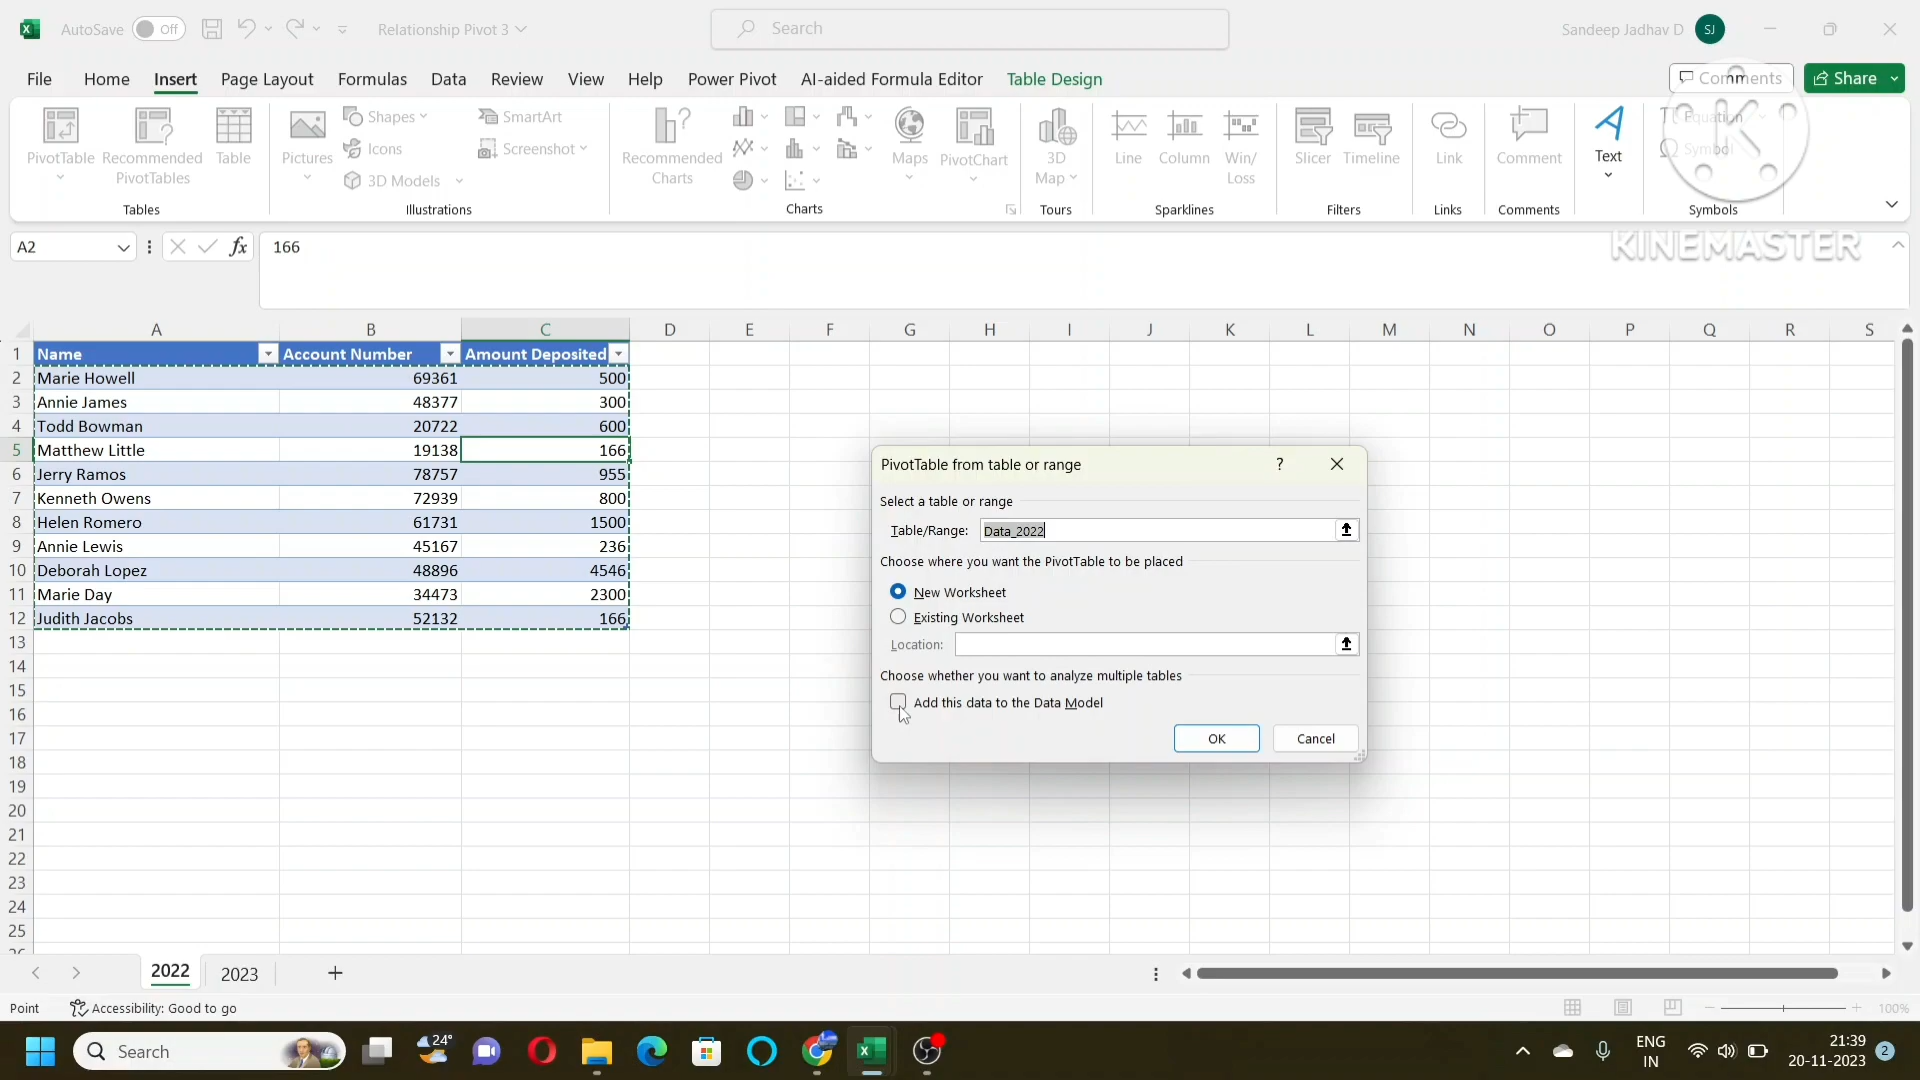 AutoSave Off Relationship Pivot 3 Search Sandeep Jadhav D SJ
File Home Insert Page Layout Formulas Data Review View Help Power Pivot AI-aided Formula Editor Table Design Comments Share
PivotTable
Recommended PivotTables
Table
Pictures
Shapes
Icons
3D Models
SmartArt
Screenshot
Recommended Charts
Maps
PivotChart
3D Map
Line
Column
Win/Loss
Slicer
Timeline
Link
Comment
Text
Equation
Symbol
K
Tables Illustrations Charts Tours Sparklines Filters Links Comments Symbols
KINEMASTER
A2 fx 166
A B C D E F G H I J K L M N O P Q R S
1 Name Account Number Amount Deposited
2 Marie Howell 69361 500
3 Annie James 48377 300
4 Todd Bowman 20722 600
5 Matthew Little 19138 166
6 Jerry Ramos 78757 955
7 Kenneth Owens 72939 800
8 Helen Romero 61731 1500
9 Annie Lewis 45167 236
10 Deborah Lopez 48896 4546
11 Marie Day 34473 2300
12 Judith Jacobs 52132 166
13
14
15
16
17
18
19
20
21
22
23
24
25
PivotTable from table or range ?
Select a table or range
Table/Range: Data_2022
Choose where you want the PivotTable to be placed
New Worksheet
Existing Worksheet
Location:
Choose whether you want to analyze multiple tables
Add this data to the Data Model
OK Cancel
2022 2023
Point Accessibility: Good to go 100%
Search 24° ENG IN 21:39 20-11-2023 2